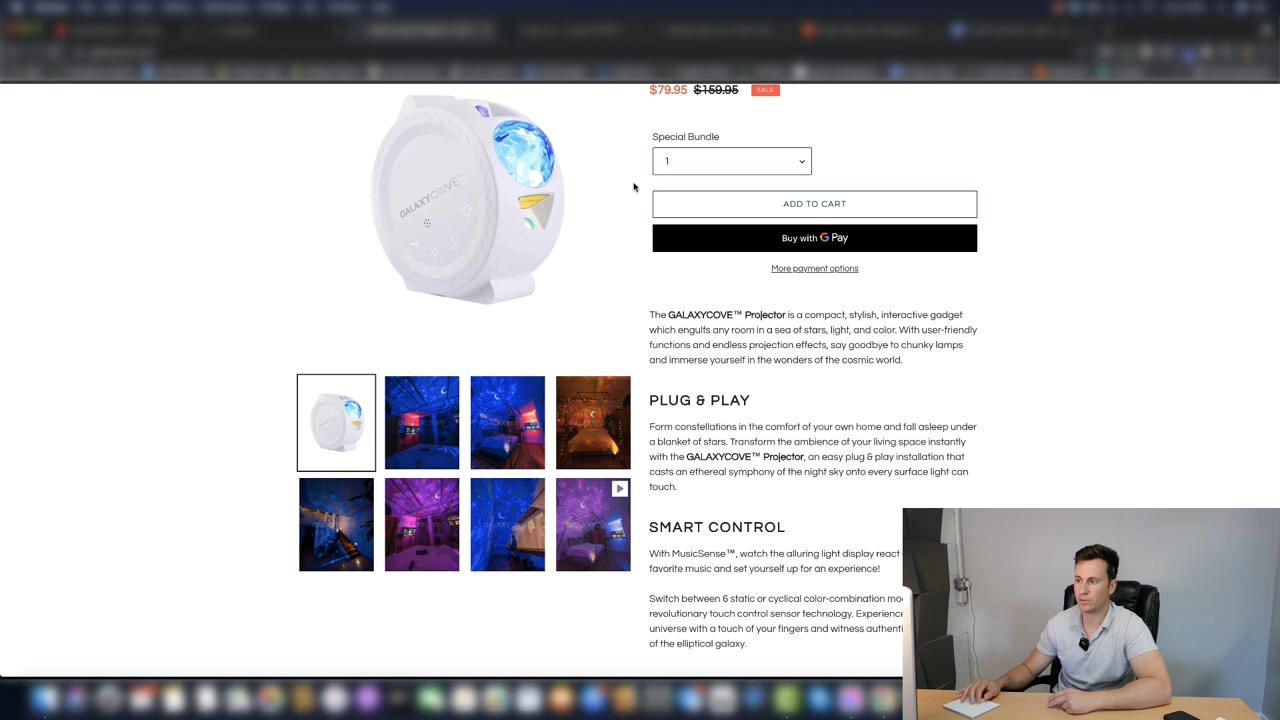 $79.95 $159.95 SALE
Special Bundle
1
ADD TO CART
Buy with G Pay
More payment options
GALAXYCOVE™
The GALAXYCOVE™ Projector is a compact, stylish, interactive gadget
which engulfs any room in a sea of stars, light, and color. With user-friendly
functions and endless projection effects, say goodbye to chunky lamps
and immerse yourself in the wonders of the cosmic world.
PLUG & PLAY
Form constellations in the comfort of your own home and fall asleep under
a blanket of stars. Transform the ambience of your living space instantly
with the GALAXYCOVE™ Projector, an easy plug & play installation that
casts an ethereal symphony of the night sky onto every surface light can
touch.
SMART CONTROL
With MusicSense™, watch the alluring light display react
favorite music and set yourself up for an experience!
Switch between 6 static or cyclical color-combination
revolutionary touch control sensor technology. Experience
universe with a touch of your fingers and witness
of the elliptical galaxy.